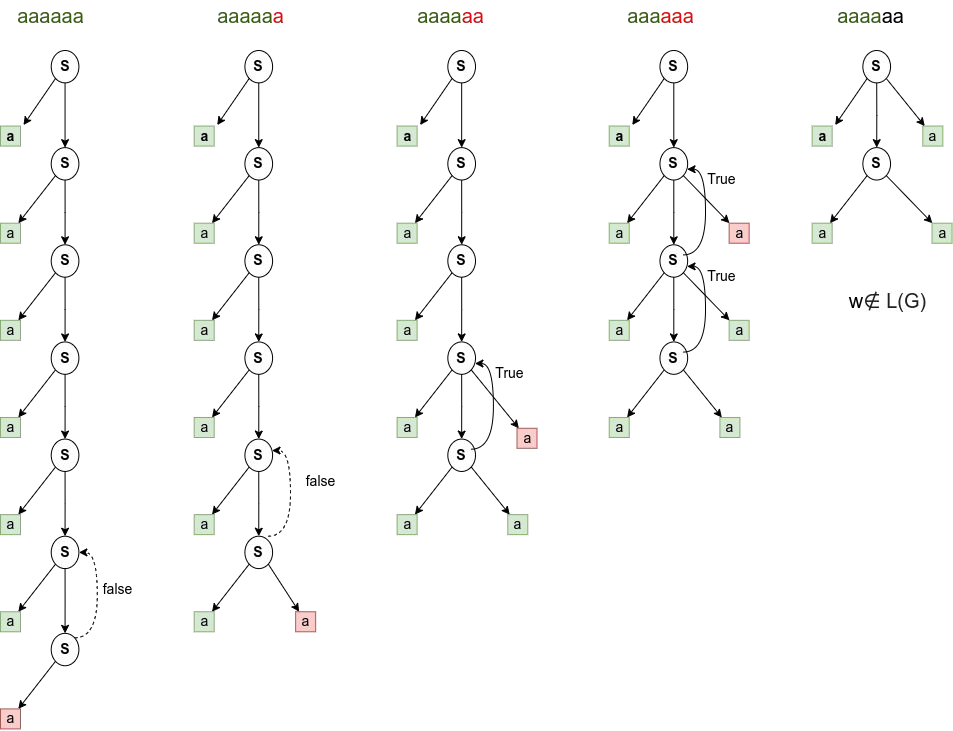 aaaaaa aaaaaa aaaaaa aaaaaa aaaaaa
S S S S S
a a a a a a
S S S S True S
a a a a a a a
S S S S True
a a a a a w∉ L(G)
S S S True S
a a a a a
a
S S S false
a a a a
S false S
a a a
S
a